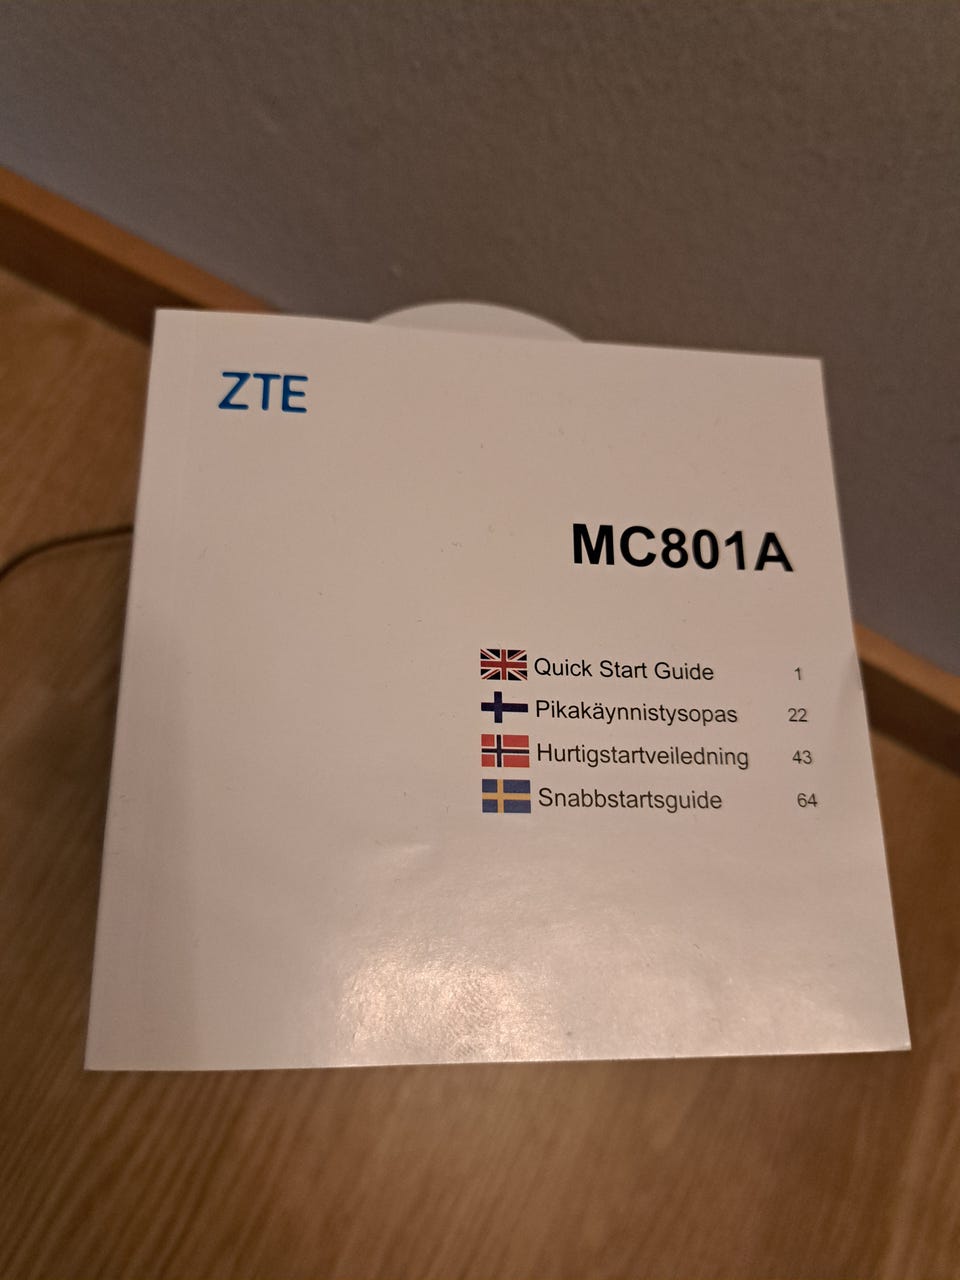 ZTE
MC801A
Quick Start Guide 1
Pikakäynnistysopas 22
Hurtigstartveiledning 43
Snabbstartsguide 64